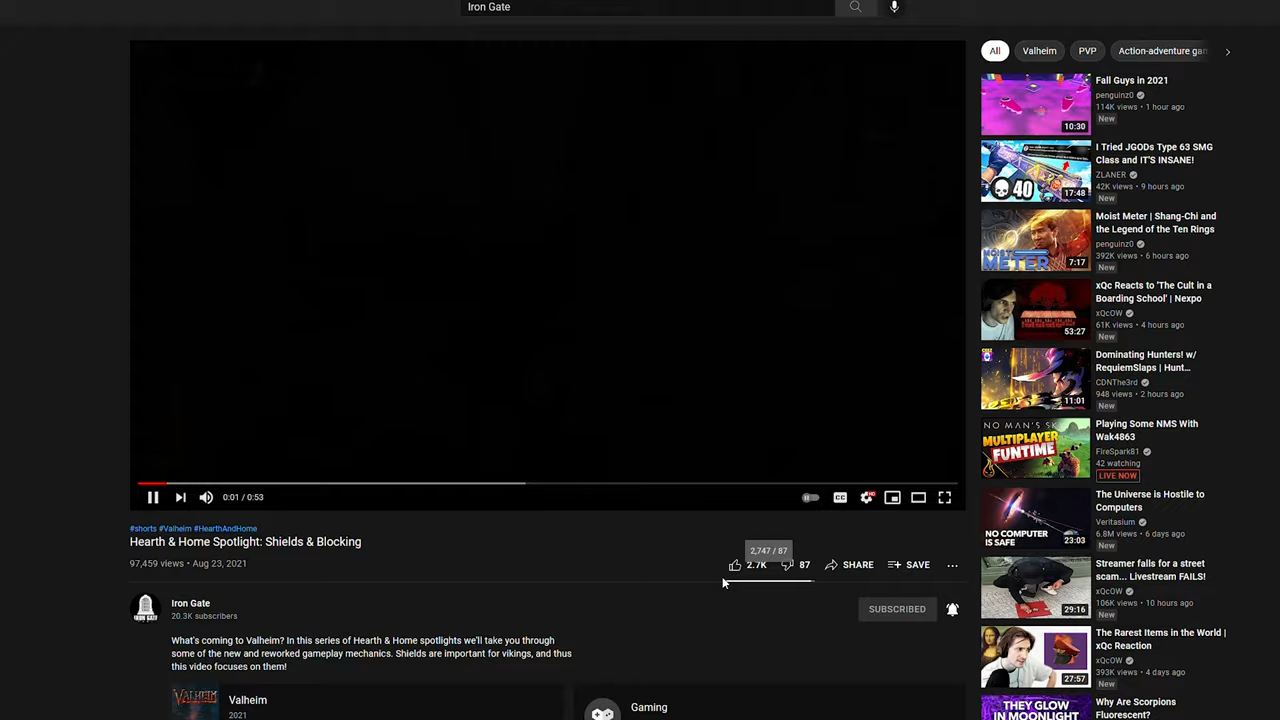 Iron Gate
0:01 / 0:53
CC
HD
#shorts #Valheim #HearthAndHome
Hearth & Home Spotlight: Shields & Blocking
97,459 views • Aug 23, 2021
2,747 / 87
2.7K
87
SHARE
SAVE
Iron Gate
20.3K subscribers
SUBSCRIBED
IRON GATE
What's coming to Valheim? In this series of Hearth & Home spotlights we'll take you through
some of the new and reworked gameplay mechanics. Shields are important for vikings, and thus
this video focuses on them!
VALHEIM
Valheim
2021
Gaming
All
Valheim
PVP
Action-adventure gan
10:30
Fall Guys in 2021
penguinz0
114K views • 1 hour ago
New
40
17:48
I Tried JGODs Type 63 SMG
Class and IT'S INSANE!
ZLANER
42K views • 9 hours ago
New
MOIST
METER
7:17
Moist Meter | Shang-Chi and
the Legend of the Ten Rings
penguinz0
392K views • 6 hours ago
New
53:27
xQc Reacts to 'The Cult in a
Boarding School' | Nexpo
xQcOW
61K views • 4 hours ago
New
11:01
Dominating Hunters! w/
RequiemSlaps | Hunt...
CDNThe3rd
948 views • 2 hours ago
New
NO MAN'S SK
MULTIPLAYER
FUNTIME
Playing Some NMS With
Wak4863
FireSpark81
42 watching
LIVE NOW
NO COMPUTER
IS SAFE
23:03
The Universe is Hostile to
Computers
Veritasium
6.8M views • 6 days ago
New
29:16
Streamer falls for a street
scam... Livestream FAILS!
xQcOW
106K views • 10 hours ago
New
27:57
The Rarest Items in the World |
xQc Reaction
xQcOW
393K views • 4 days ago
New
THEY GLOW
IN MOONLIGHT
Why Are Scorpions
Fluorescent?